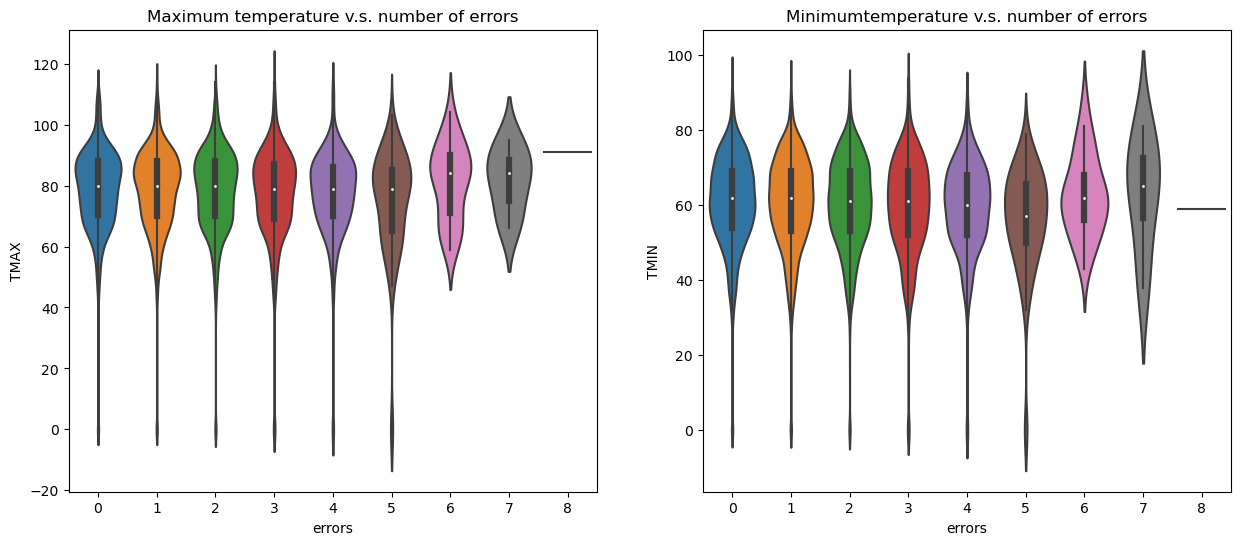 Maximum temperature v.s. number of errors
TMAX
120
100
80
60
40
20
0
−20
0 1 2 3 4 5 6 7 8
errors
Minimumtemperature v.s. number of errors
TMIN
100
80
60
40
20
0
0 1 2 3 4 5 6 7 8
errors